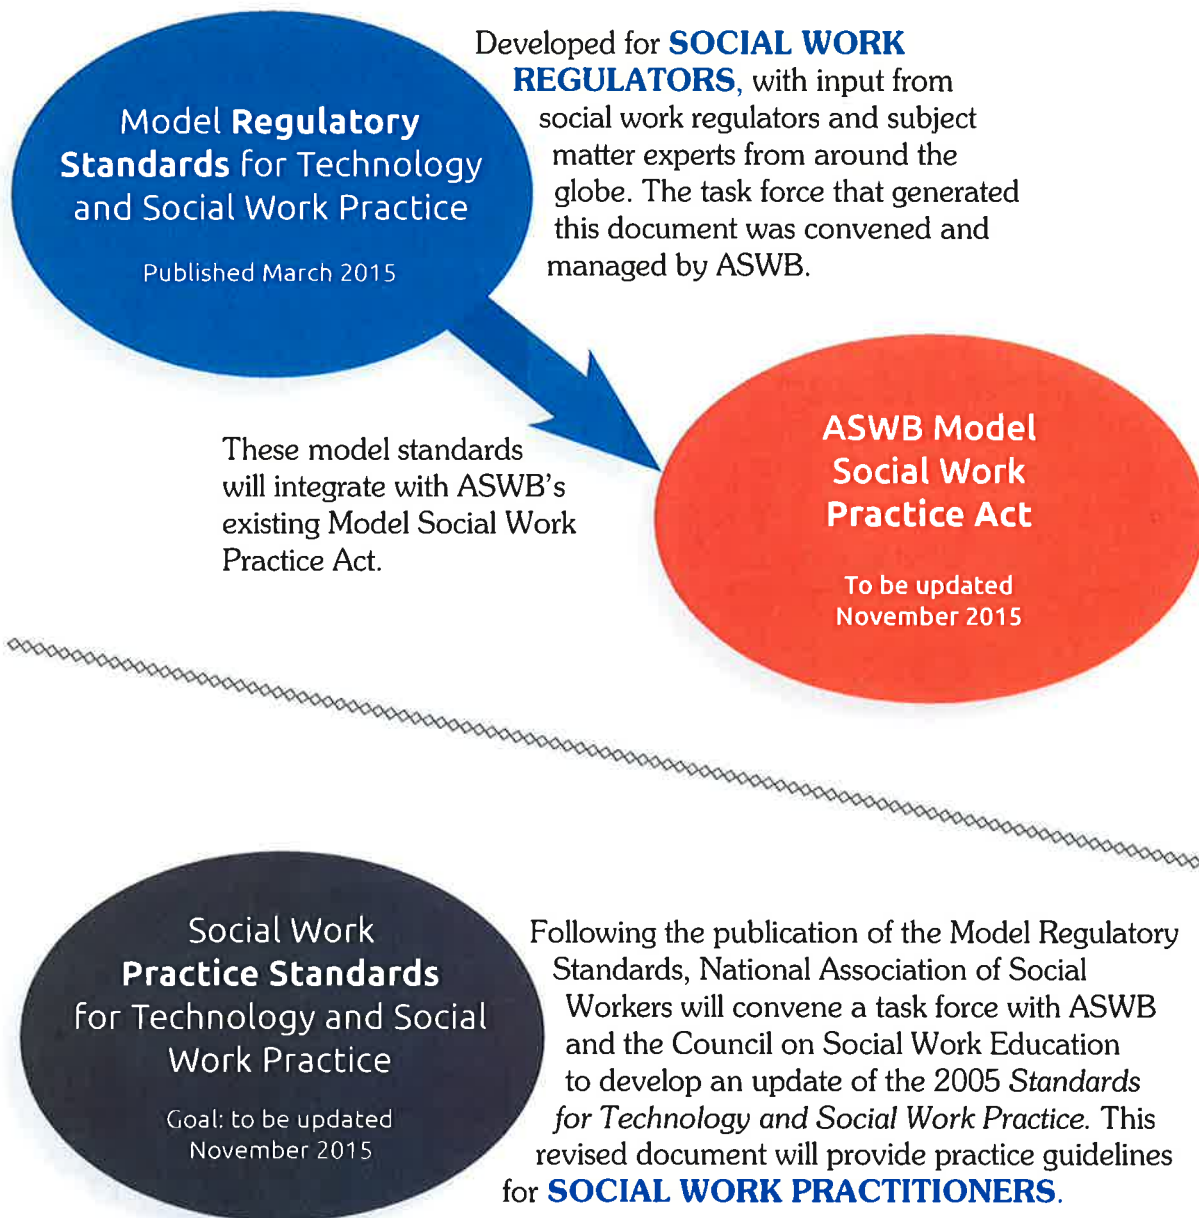 Model Regulatory
Standards for Technology
and Social Work Practice
Published March 2015
Developed for SOCIAL WORK
REGULATORS, with input from
social work regulators and subject
matter experts from around the
globe. The task force that generated
this document was convened and
managed by ASWB.
These model standards
will integrate with ASWB's
existing Model Social Work
Practice Act.
ASWB Model
Social Work
Practice Act
To be updated
November 2015
Social Work
Practice Standards
for Technology and Social
Work Practice
Goal: to be updated
November 2015
Following the publication of the Model Regulatory
Standards, National Association of Social
Workers will convene a task force with ASWB
and the Council on Social Work Education
to develop an update of the 2005 Standards
for Technology and Social Work Practice. This
revised document will provide practice guidelines
for SOCIAL WORK PRACTITIONERS.